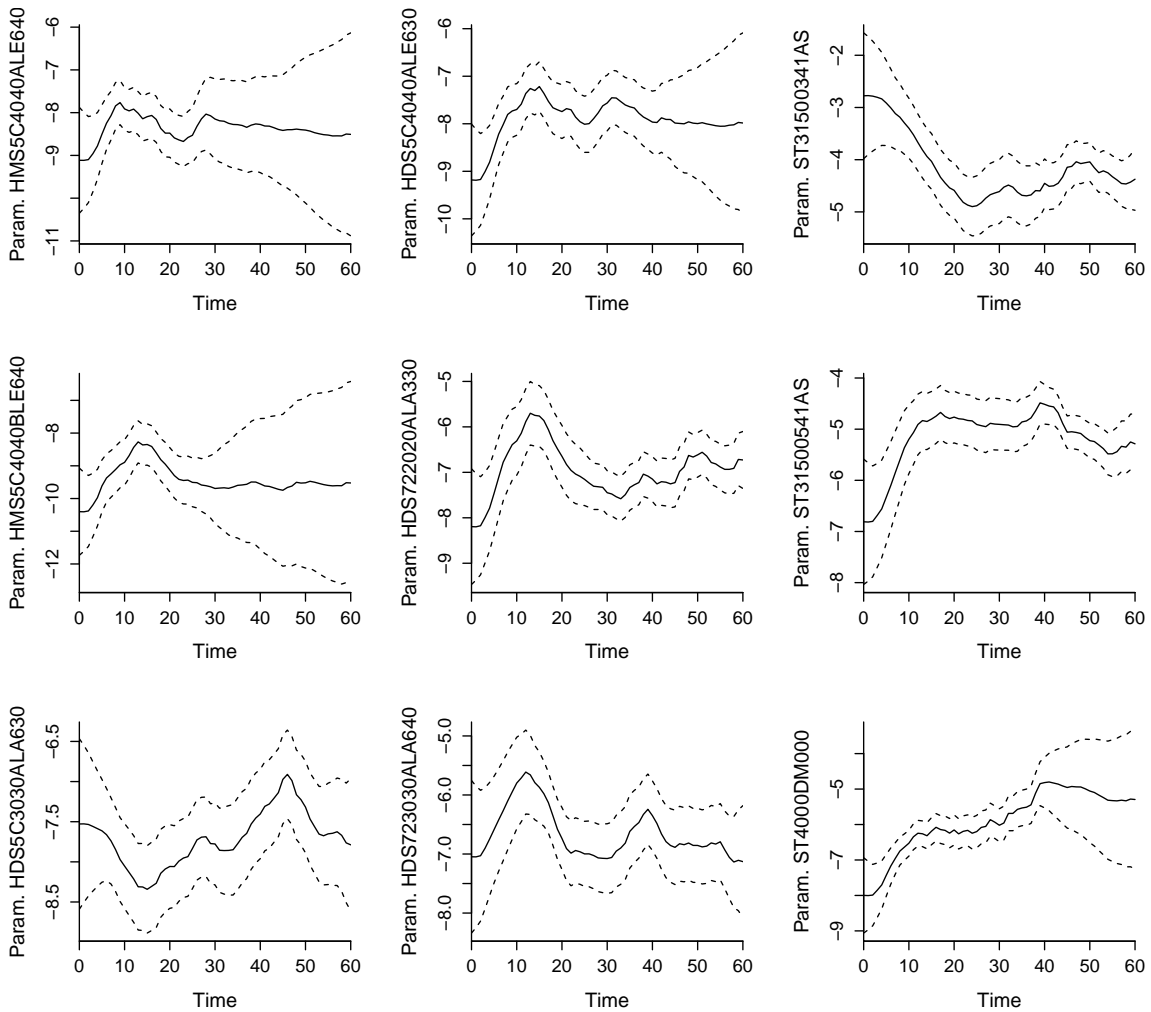 Param. HMS5C4040ALE640
−6
−7
−8
−9
−11
0 10 20 30 40 50 60
Time
Param. HDS5C4040ALE630
−6
−7
−8
−9
−10
0 10 20 30 40 50 60
Time
Param. ST31500341AS
−2
−3
−4
−5
0 10 20 30 40 50 60
Time
Param. HMS5C4040BLE640
−8
−10
−12
0 10 20 30 40 50 60
Time
Param. HDS722020ALA330
−5
−6
−7
−8
−9
0 10 20 30 40 50 60
Time
Param. ST31500541AS
−4
−5
−6
−7
−8
0 10 20 30 40 50 60
Time
Param. HDS5C3030ALA630
−6.5
−7.5
−8.5
0 10 20 30 40 50 60
Time
Param. HDS723030ALA640
−5.0
−6.0
−7.0
−8.0
0 10 20 30 40 50 60
Time
Param. ST4000DM000
−5
−7
−9
0 10 20 30 40 50 60
Time